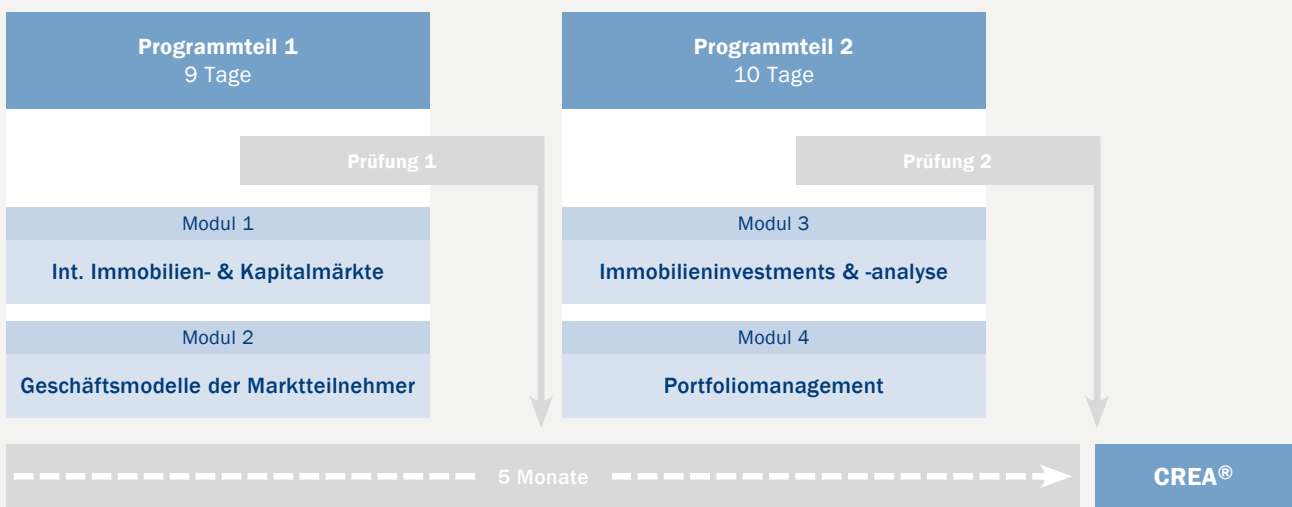 Programmteil 1
9 Tage
Prüfung 1
Modul 1
Int. Immobilien- & Kapitalmärkte
Modul 2
Geschäftsmodelle der Marktteilnehmer
Programmteil 2
10 Tage
Prüfung 2
Modul 3
Immobilieninvestments & -analyse
Modul 4
Portfoliomanagement
5 Monate
CREA®